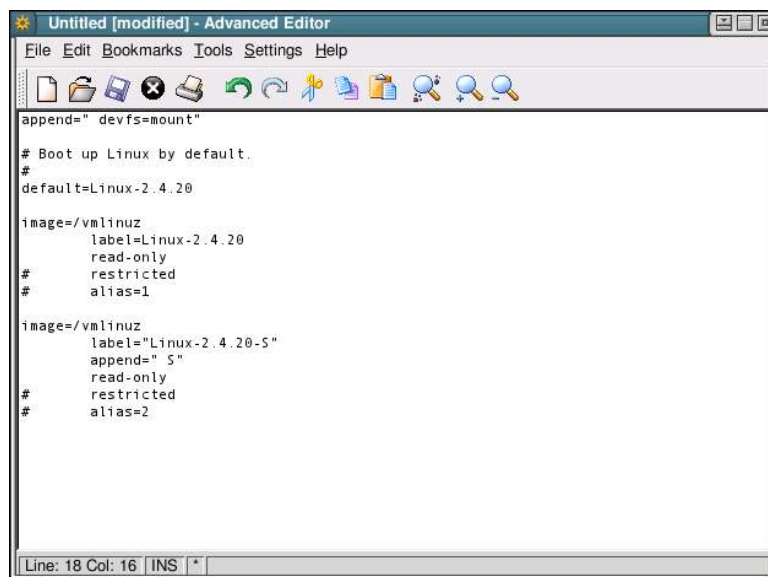 Untitled [modified] - Advanced Editor
File Edit Bookmarks Tools Settings Help
append=" devfs=mount"
# Boot up Linux by default.
#
default=Linux-2.4.20
image=/vmlinuz
label=Linux-2.4.20
read-only
# restricted
# alias=1
image=/vmlinuz
label="Linux-2.4.20-S"
append=" S"
read-only
# restricted
# alias=2
Line: 18 Col: 16 INS *